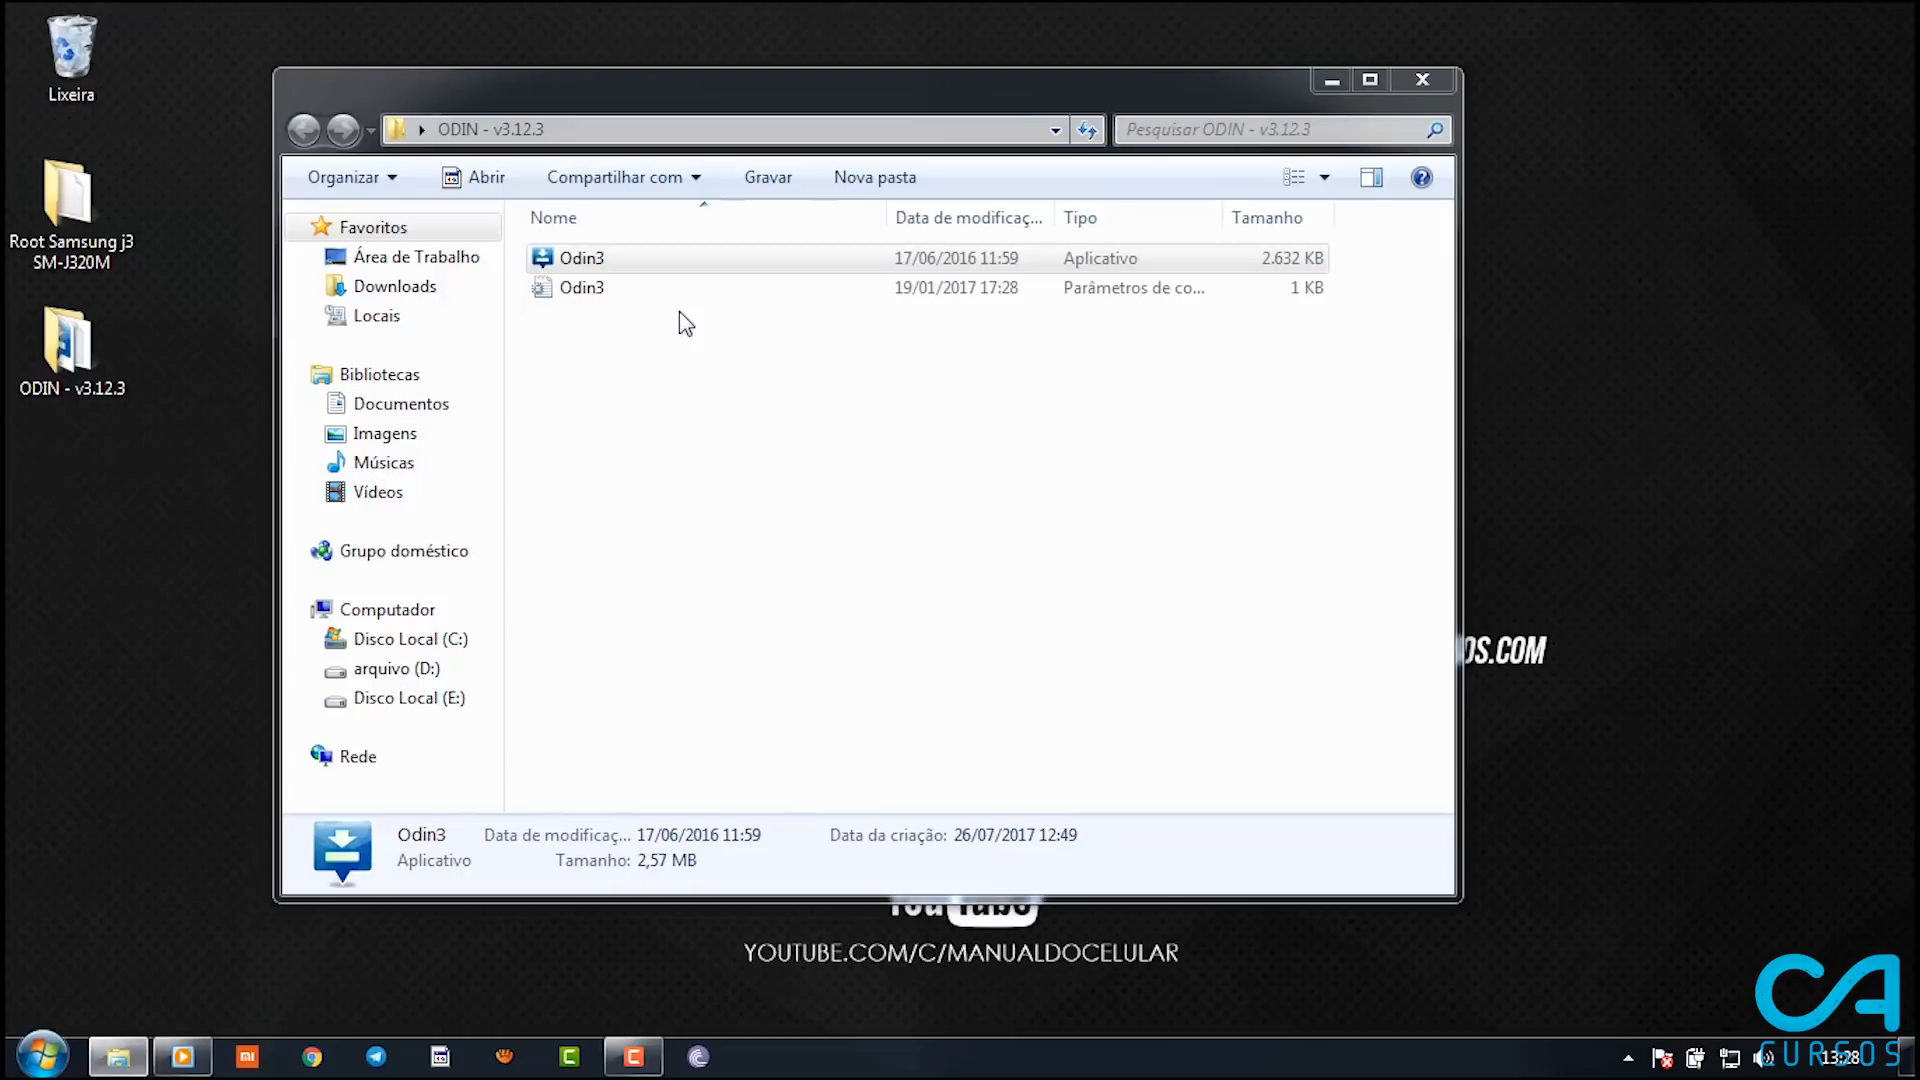 Lixeira
Root Samsung j3
SM-J320M
ODIN - v3.12.3
ODIN - v3.12.3
Pesquisar ODIN - v3.12.3
Organizar
Abrir
Compartilhar com
Gravar
Nova pasta
Favoritos
Área de Trabalho
Downloads
Locais
Bibliotecas
Documentos
Imagens
Músicas
Vídeos
Grupo doméstico
Computador
Disco Local (C:)
arquivo (D:)
Disco Local (E:)
Rede
Nome Data de modificaç... Tipo Tamanho
Odin3 17/06/2016 11:59 Aplicativo 2.632 KB
Odin3 19/01/2017 17:28 Parâmetros de co... 1 KB
Odin3 Data de modificaç... 17/06/2016 11:59 Data da criação: 26/07/2017 12:49
Aplicativo Tamanho: 2,57 MB
OS.COM
You Tube
YOUTUBE.COM/C/MANUALDOCELULAR
mi
C
C
13:28
CA
CURSOS